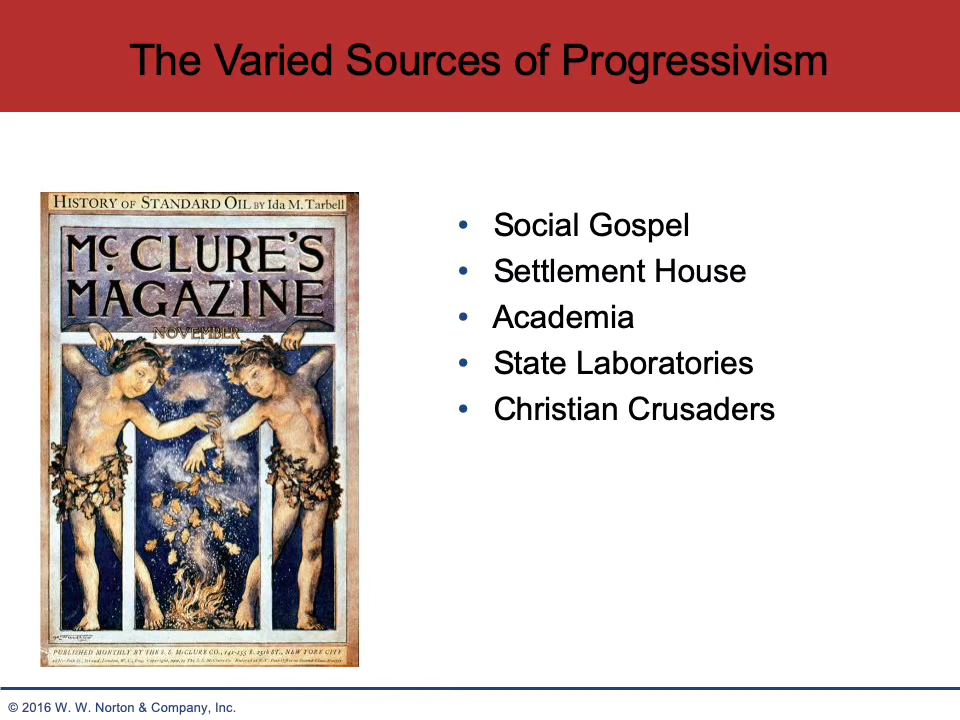 The Varied Sources of Progressivism
HISTORY OF STANDARD OIL BY Ida M. Tarbell
McCLURE'S
MAGAZINE
NOVEMBER
• Social Gospel
• Settlement House
• Academia
• State Laboratories
• Christian Crusaders
PUBLISHED MONTHLY BY THE S. S. McCLURE CO., 141-155 E. 25th ST., NEW YORK CITY
© 2016 W. W. Norton & Company, Inc.